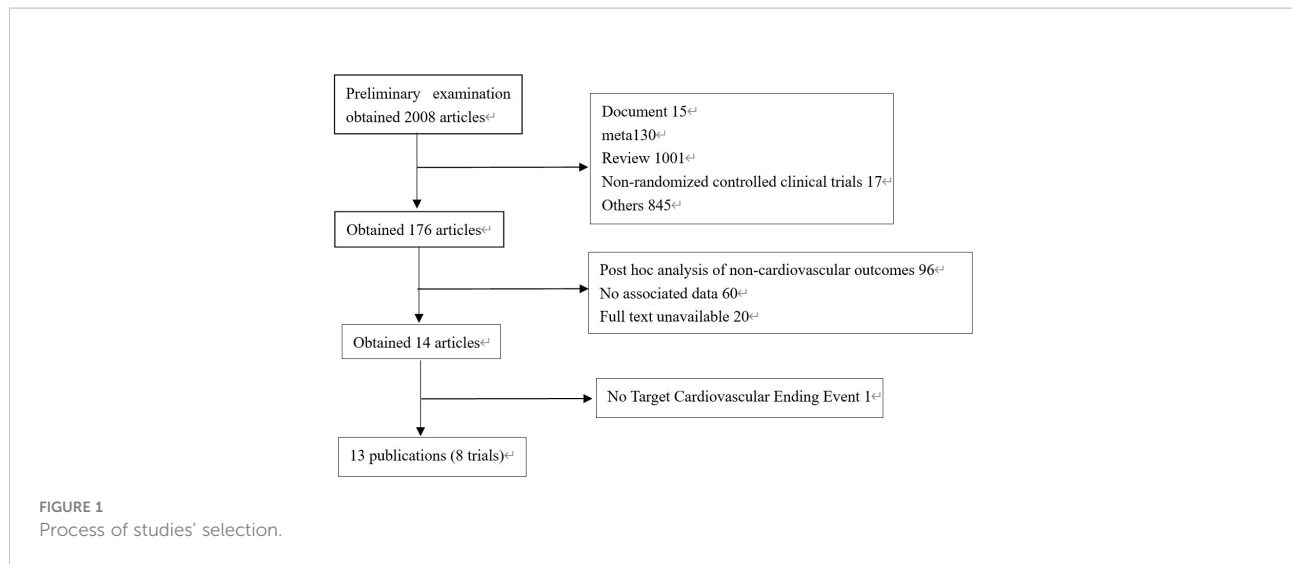 Preliminary examination
obtained 2008 articles↵
Document 15↵
meta130↵
Review 1001↵
Non-randomized controlled clinical trials 17↵
Others 845↵
Obtained 176 articles↵
Post hoc analysis of non-cardiovascular outcomes 96↵
No associated data 60↵
Full text unavailable 20↵
Obtained 14 articles↵
No Target Cardiovascular Ending Event 1↵
13 publications (8 trials)↵
FIGURE 1
Process of studies’ selection.